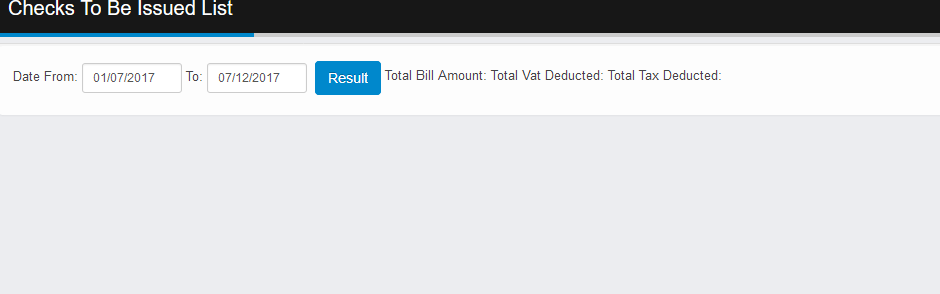 Checks To Be Issued List
Date From: 01/07/2017 To: 07/12/2017 Result Total Bill Amount: Total Vat Deducted: Total Tax Deducted: